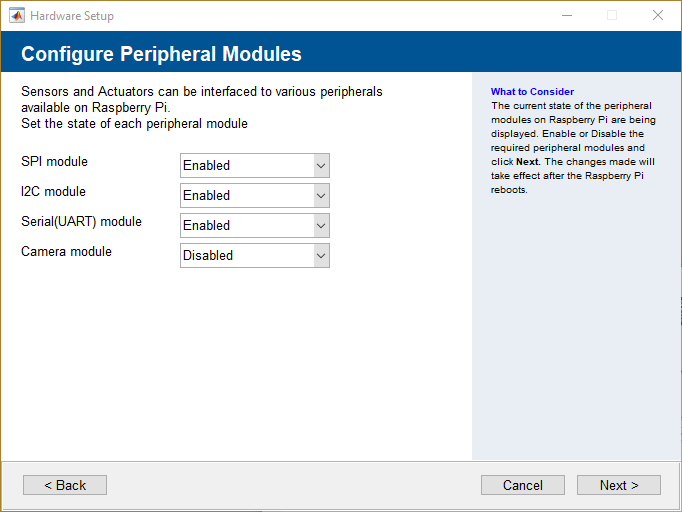 Hardware Setup
Configure Peripheral Modules
Sensors and Actuators can be interfaced to various peripherals
available on Raspberry Pi.
Set the state of each peripheral module
SPI module Enabled
I2C module Enabled
Serial(UART) module Enabled
Camera module Disabled
What to Consider
The current state of the peripheral
modules on Raspberry Pi are being
displayed. Enable or Disable the
required peripheral modules and
click Next. The changes made will
take effect after the Raspberry Pi
reboots.
< Back Cancel Next >